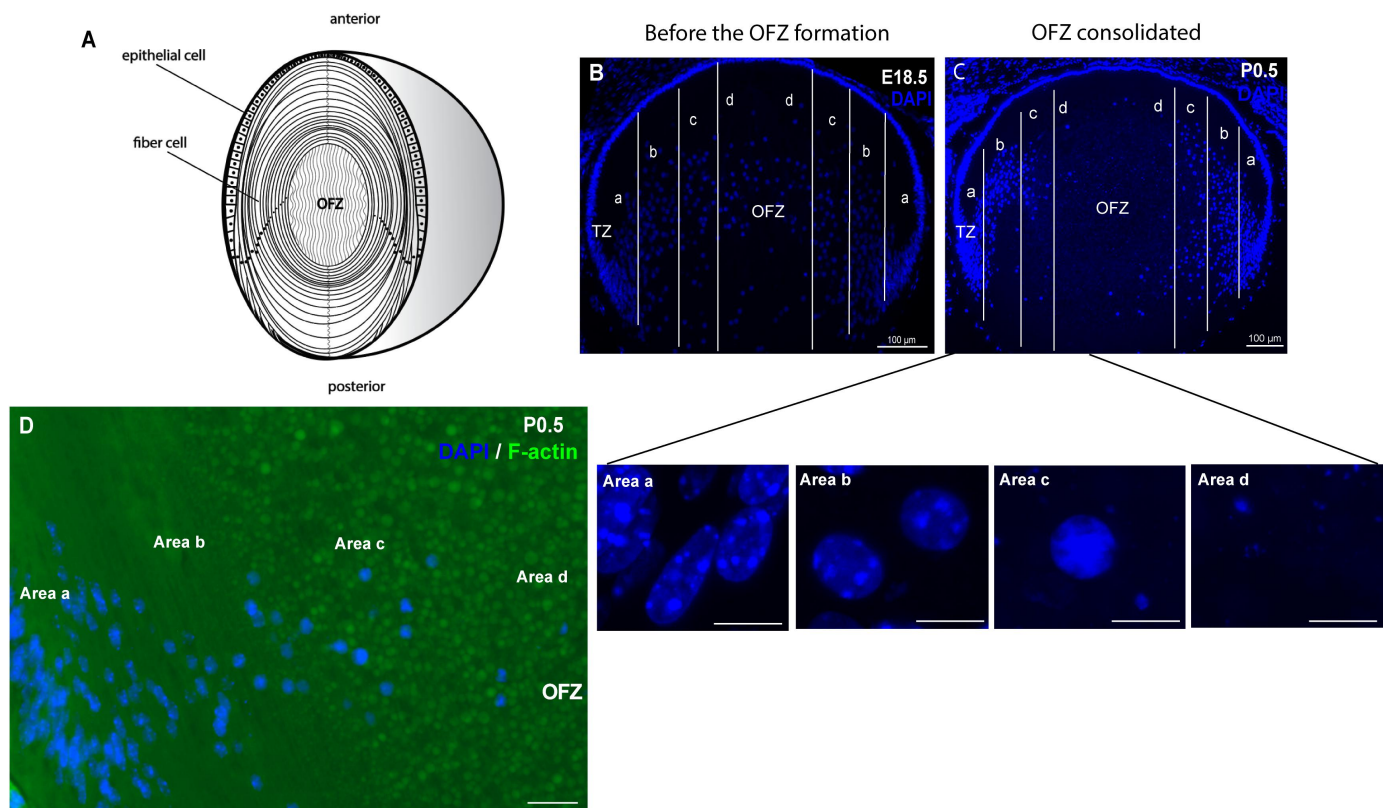 A
anterior
epithelial cell
fiber cell
OFZ
posterior
Before the OFZ formation
B
E18.5
DAPI
a
b
c
d
d
c
b
a
TZ
OFZ
100 µm
OFZ consolidated
C
P0.5
DAPI
a
b
c
d
d
c
b
a
TZ
OFZ
100 µm
D
P0.5
DAPI / F-actin
Area a
Area b
Area c
Area d
OFZ
Area a
Area b
Area c
Area d